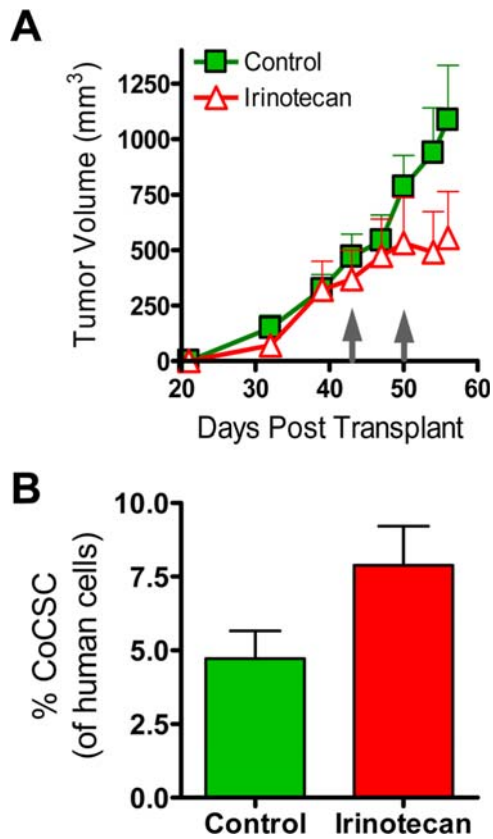 A
Control
Irinotecan
Tumor Volume (mm³)
1250
1000
750
500
250
0
20 30 40 50 60
Days Post Transplant
B
% CoCSC
(of human cells)
10.0
7.5
5.0
2.5
0.0
Control Irinotecan